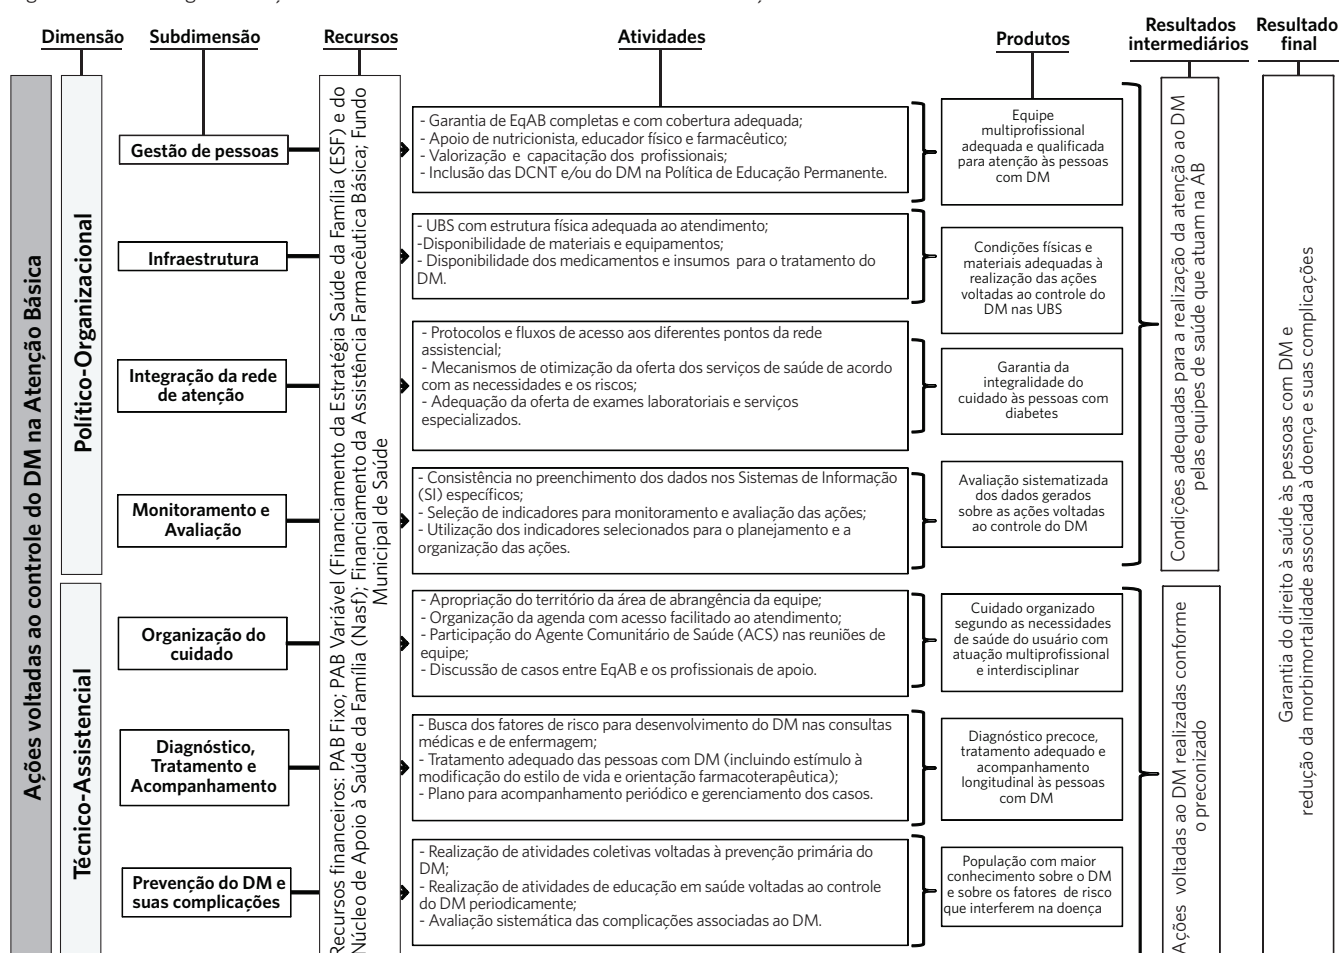 Dimensão
Subdimensão
Recursos
Atividades
Produtos
Resultados
intermediários
Resultado
final
Ações voltadas ao controle do DM na Atenção Básica
Político-Organizacional
Gestão de pessoas
Recursos financeiros: PAB Fixo; PAB Variável (Financiamento da Estratégia Saúde da Família (ESF) e do
Núcleo de Apoio à Saúde da Família (Nasf); Financiamento da Assistência Farmacêutica Básica; Fundo
Municipal de Saúde
- Garantia de EqAB completas e com cobertura adequada;
- Apoio de nutricionista, educador físico e farmacêutico;
- Valorização e capacitação dos profissionais;
- Inclusão das DCNT e/ou do DM na Política de Educação Permanente.
Equipe
multiprofissional
adequada e qualificada
para atenção às pessoas
com DM
Infraestrutura
- UBS com estrutura física adequada ao atendimento;
-Disponibilidade de materiais e equipamentos;
- Disponibilidade dos medicamentos e insumos para o tratamento do
DM.
Condições físicas e
materiais adequadas à
realização das ações
voltadas ao controle do
DM nas UBS
Integração da rede
de atenção
- Protocolos e fluxos de acesso aos diferentes pontos da rede
assistencial;
- Mecanismos de otimização da oferta dos serviços de saúde de acordo
com as necessidades e os riscos;
- Adequação da oferta de exames laboratoriais e serviços
especializados.
Garantia da
integralidade do
cuidado às pessoas com
diabetes
Monitoramento e
Avaliação
- Consistência no preenchimento dos dados nos Sistemas de Informação
(SI) específicos;
- Seleção de indicadores para monitoramento e avaliação das ações;
- Utilização dos indicadores selecionados para o planejamento e a
organização das ações.
Avaliação sistematizada
dos dados gerados
sobre as ações voltadas
ao controle do DM
Condições adequadas para a realização da atenção ao DM
pelas equipes de saúde que atuam na AB
Garantia do direito à saúde às pessoas com DM e
redução da morbimortalidade associada à doença e suas complicações
Técnico-Assistencial
Organização do
cuidado
- Apropriação do território da área de abrangência da equipe;
- Organização da agenda com acesso facilitado ao atendimento;
- Participação do Agente Comunitário de Saúde (ACS) nas reuniões de
equipe;
- Discussão de casos entre EqAB e os profissionais de apoio.
Cuidado organizado
segundo as necessidades
de saúde do usuário com
atuação multiprofissional
e interdisciplinar
Diagnóstico,
Tratamento e
Acompanhamento
- Busca dos fatores de risco para desenvolvimento do DM nas consultas
médicas e de enfermagem;
- Tratamento adequado das pessoas com DM (incluindo estímulo à
modificação do estilo de vida e orientação farmacoterapêutica);
- Plano para acompanhamento periódico e gerenciamento dos casos.
Diagnóstico precoce,
tratamento adequado e
acompanhamento
longitudinal às pessoas
com DM
Prevenção do DM e
suas complicações
- Realização de atividades coletivas voltadas à prevenção primária do
DM;
- Realização de atividades de educação em saúde voltadas ao controle
do DM periodicamente;
- Avaliação sistemática das complicações associadas ao DM.
População com maior
conhecimento sobre o DM
e sobre os fatores de risco
que interferem na doença
Ações voltadas ao DM realizadas conforme
o preconizado